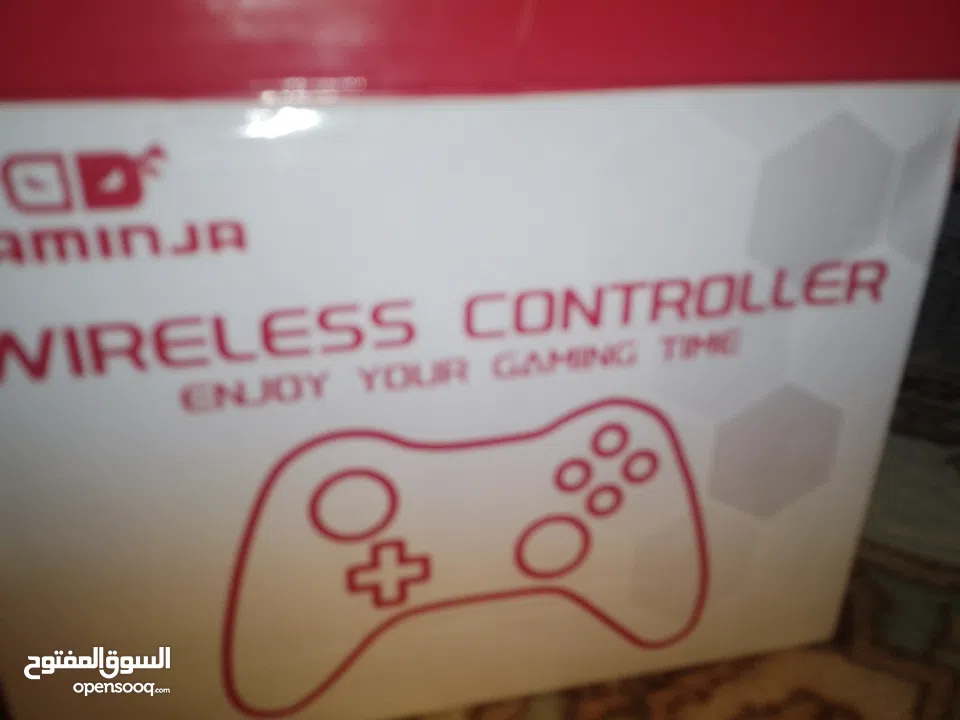 AMINJA
WIRELESS CONTROLLER
ENJOY YOUR GAMING TIME
السوق المفتوح
opensooq.com